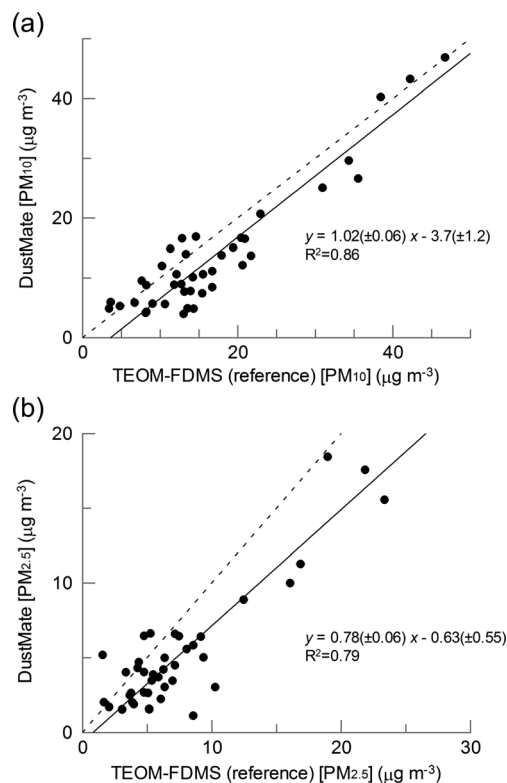 (a)
DustMate [PM10] (μg m-3)
40
20
0
0
20
40
y = 1.02(±0.06) x - 3.7(±1.2)
R2=0.86
TEOM-FDMS (reference) [PM10] (μg m-3)
(b)
DustMate [PM2.5] (μg m-3)
20
10
0
0
10
20
30
y = 0.78(±0.06) x - 0.63(±0.55)
R2=0.79
TEOM-FDMS (reference) [PM2.5] (μg m-3)